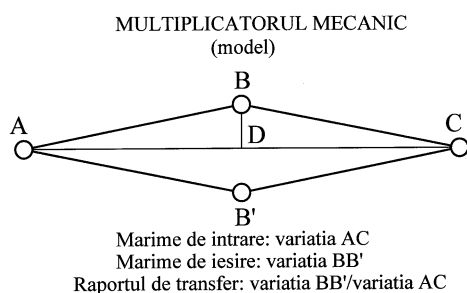 MULTIPLICATORUL MECANIC
(model)
B
A
D
C
B'
Marime de intrare: variatia AC
Marime de iesire: variatia BB'
Raportul de transfer: variatia BB'/variatia AC